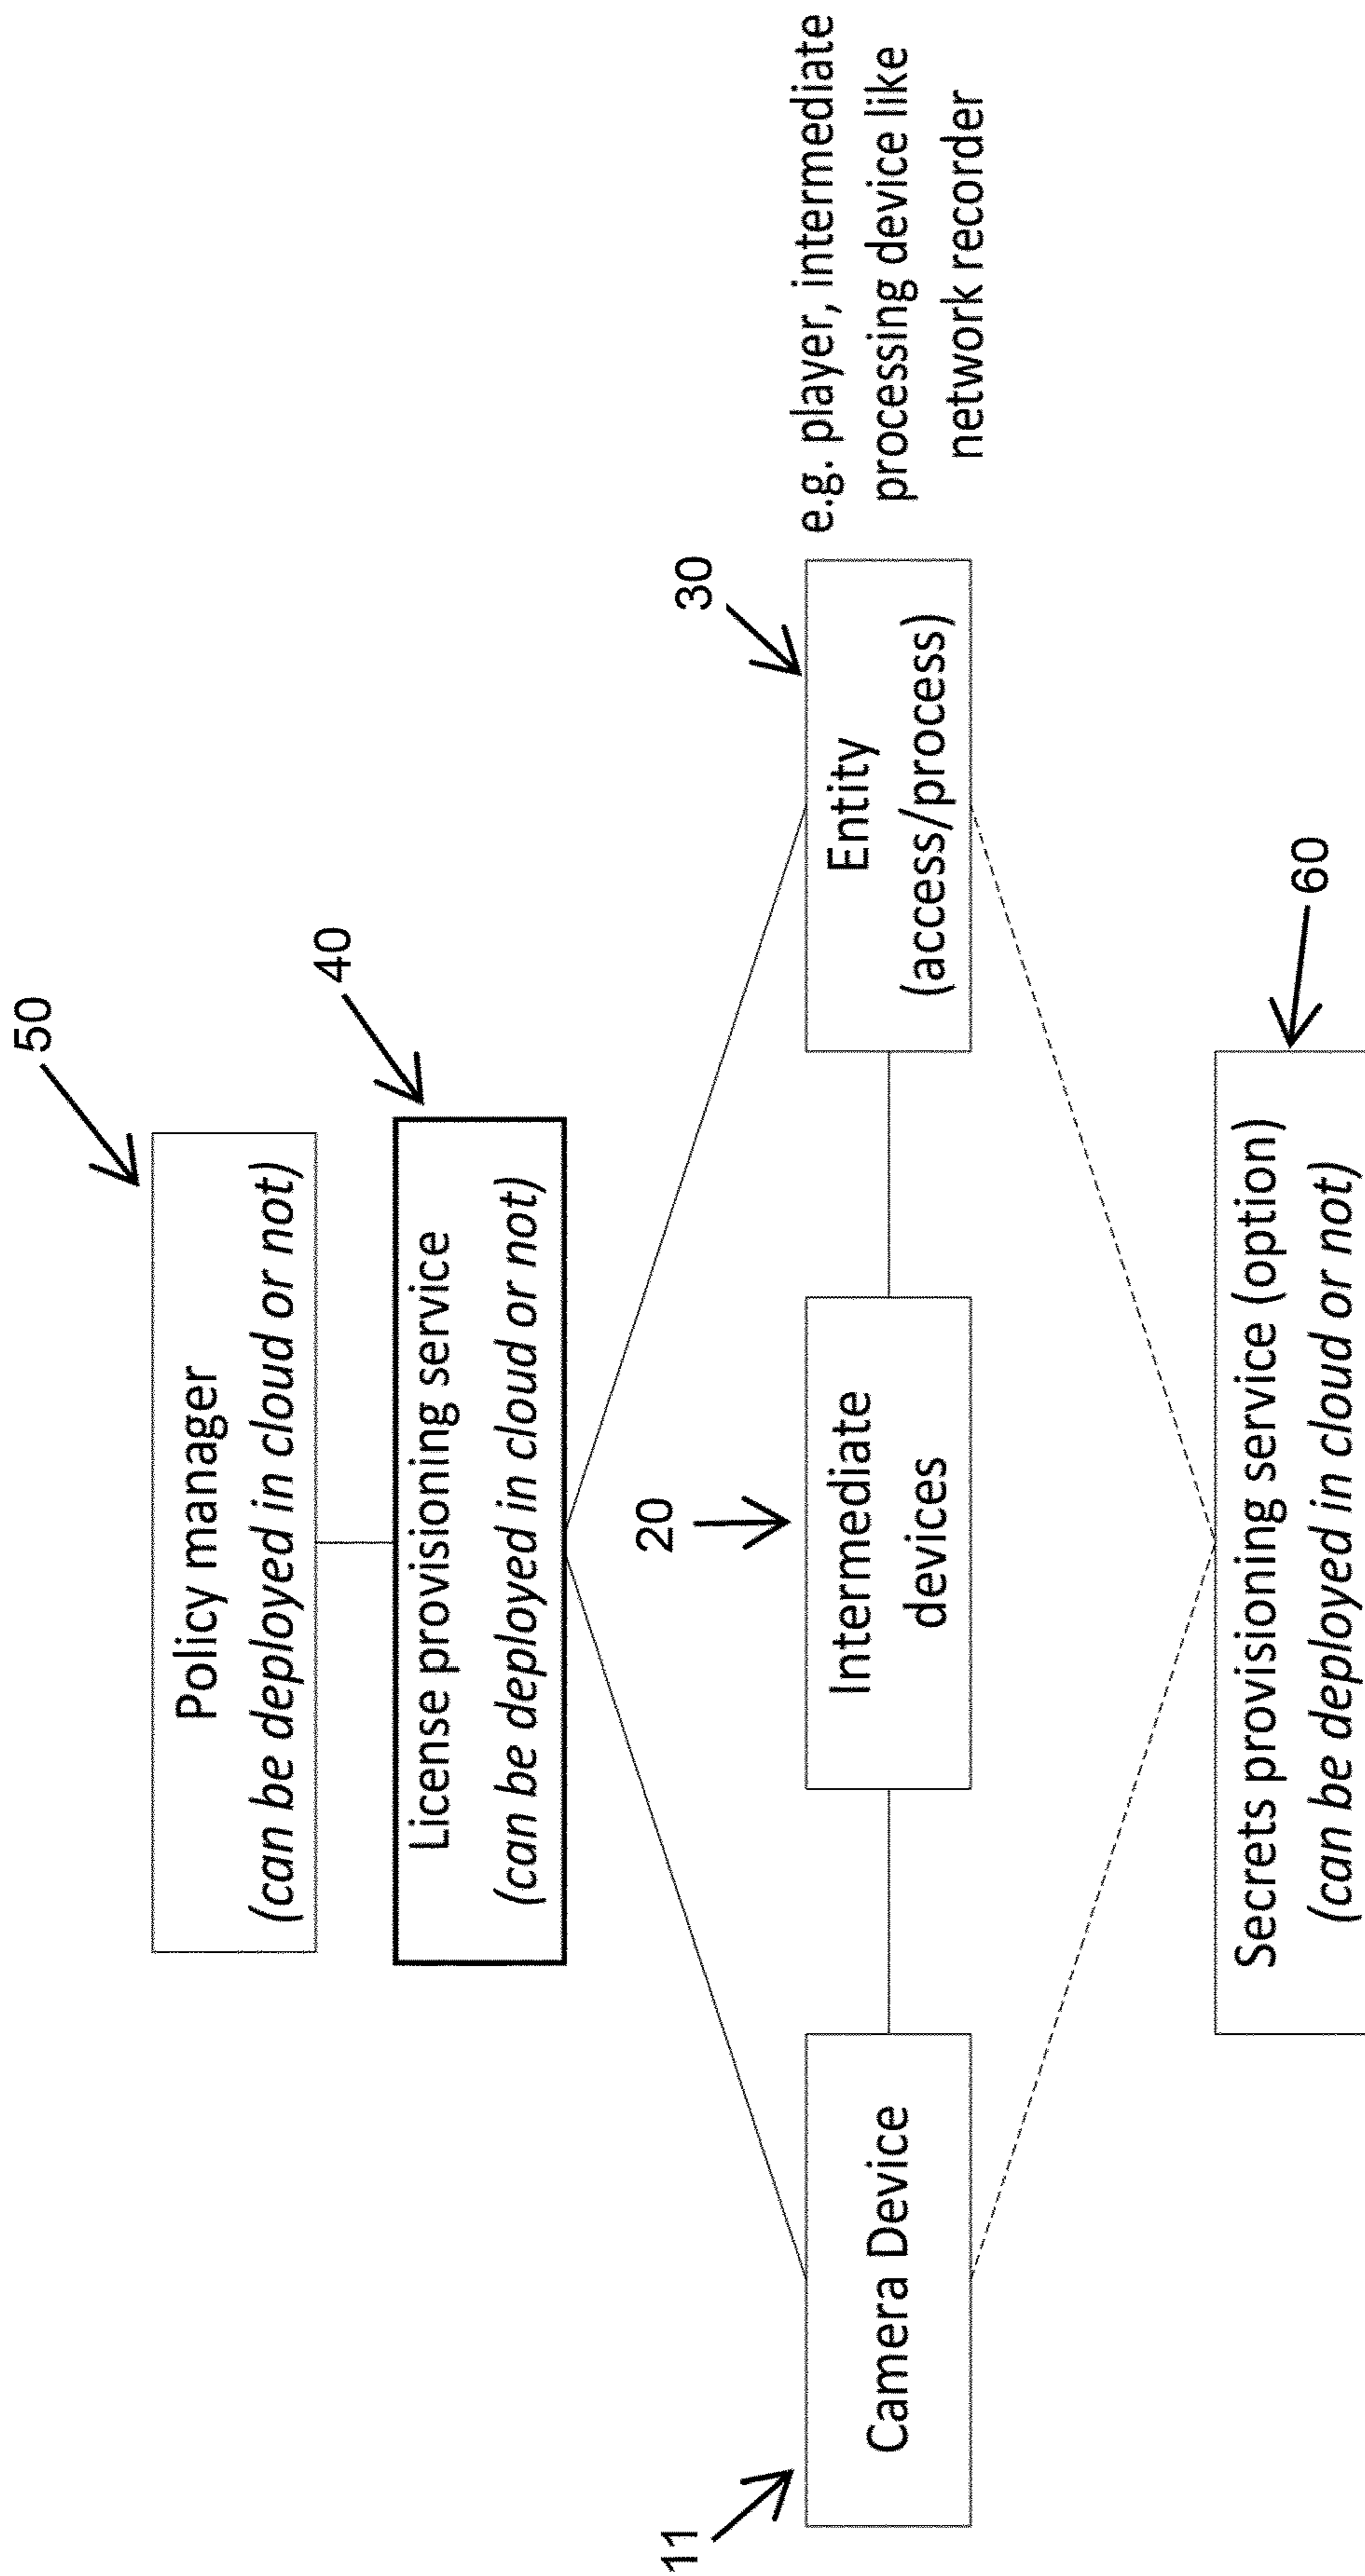 50
Policy manager
(can be deployed in cloud or not)
40
License provisioning service
(can be deployed in cloud or not)
11
Camera Device
20
Intermediate
devices
30
Entity
(access/process)
e.g. player, intermediate
processing device like
network recorder
60
Secrets provisioning service (option)
(can be deployed in cloud or not)